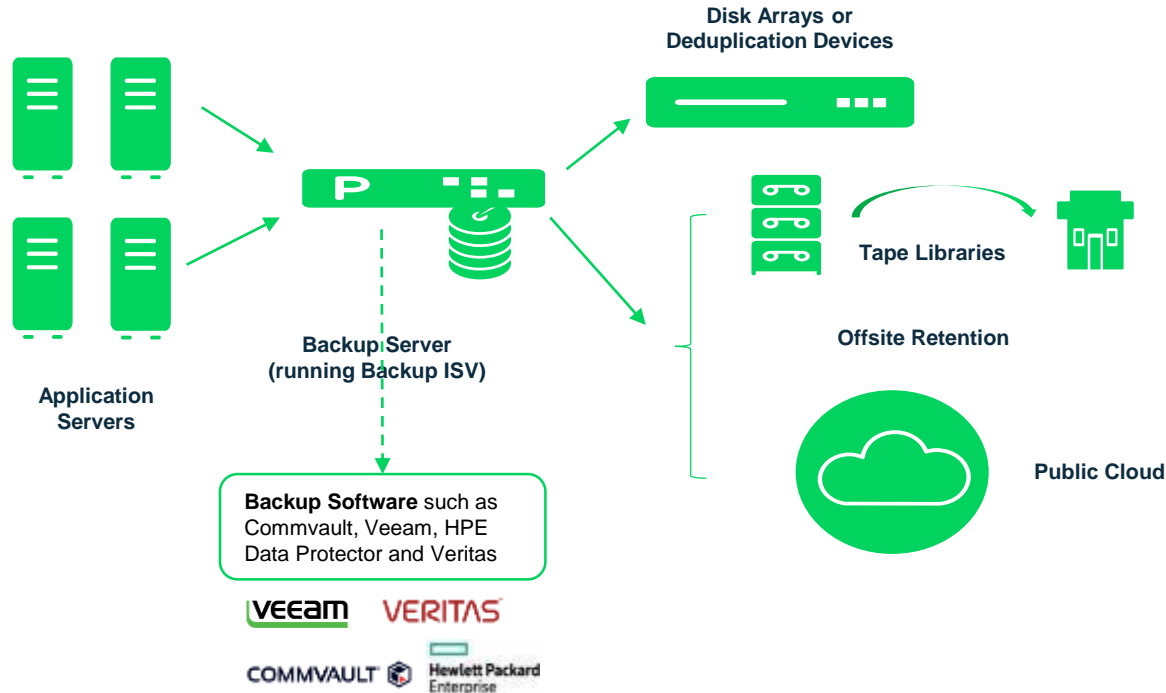 Disk Arrays or
Deduplication Devices
P
Tape Libraries
Backup Server
(running Backup ISV)
Offsite Retention
Application
Servers
Public Cloud
Backup Software such as
Commvault, Veeam, HPE
Data Protector and Veritas
veeam
VERITAS
COMMVAULT
Hewlett Packard
Enterprise